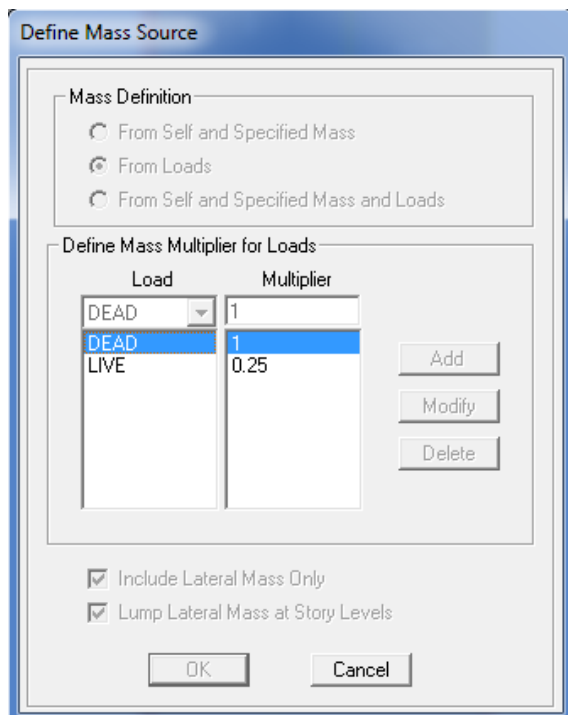 Define Mass Source
Mass Definition
From Self and Specified Mass
From Loads
From Self and Specified Mass and Loads
Define Mass Multiplier for Loads
Load Multiplier
DEAD 1
DEAD 1
LIVE 0.25
Add
Modify
Delete
Include Lateral Mass Only
Lump Lateral Mass at Story Levels
OK Cancel